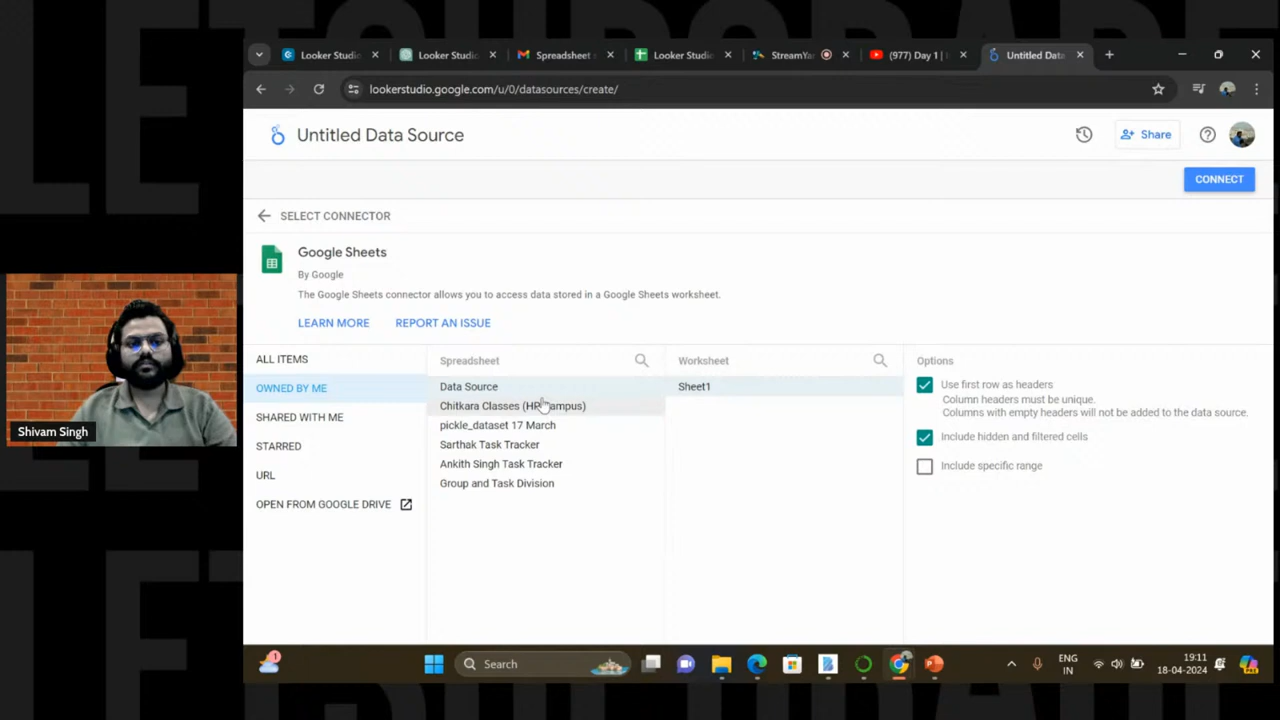 Looker Studio
Looker Studio
Spreadsheet
Looker Studio
StreamYar
(977) Day 1 |
Untitled Data
lookerstudio.google.com/u/0/datasources/create/
Untitled Data Source
Share
CONNECT
SELECT CONNECTOR
Google Sheets
By Google
The Google Sheets connector allows you to access data stored in a Google Sheets worksheet.
LEARN MORE
REPORT AN ISSUE
ALL ITEMS
OWNED BY ME
SHARED WITH ME
STARRED
URL
OPEN FROM GOOGLE DRIVE
Spreadsheet
Data Source
Chitkara Classes (HR Campus)
pickle_dataset 17 March
Sarthak Task Tracker
Ankith Singh Task Tracker
Group and Task Division
Worksheet
Sheet1
Options
Use first row as headers
Column headers must be unique.
Columns with empty headers will not be added to the data source.
Include hidden and filtered cells
Include specific range
Shivam Singh
1
Search
ENG
IN
19:11
18-04-2024